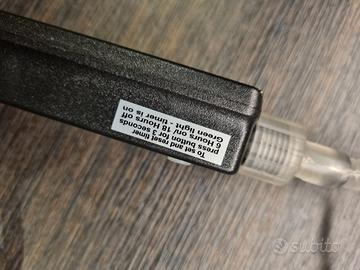 To set and reset timer
press button for 3 seconds
6 Hours on/ 18 Hours off
Green light - timer is on
subito